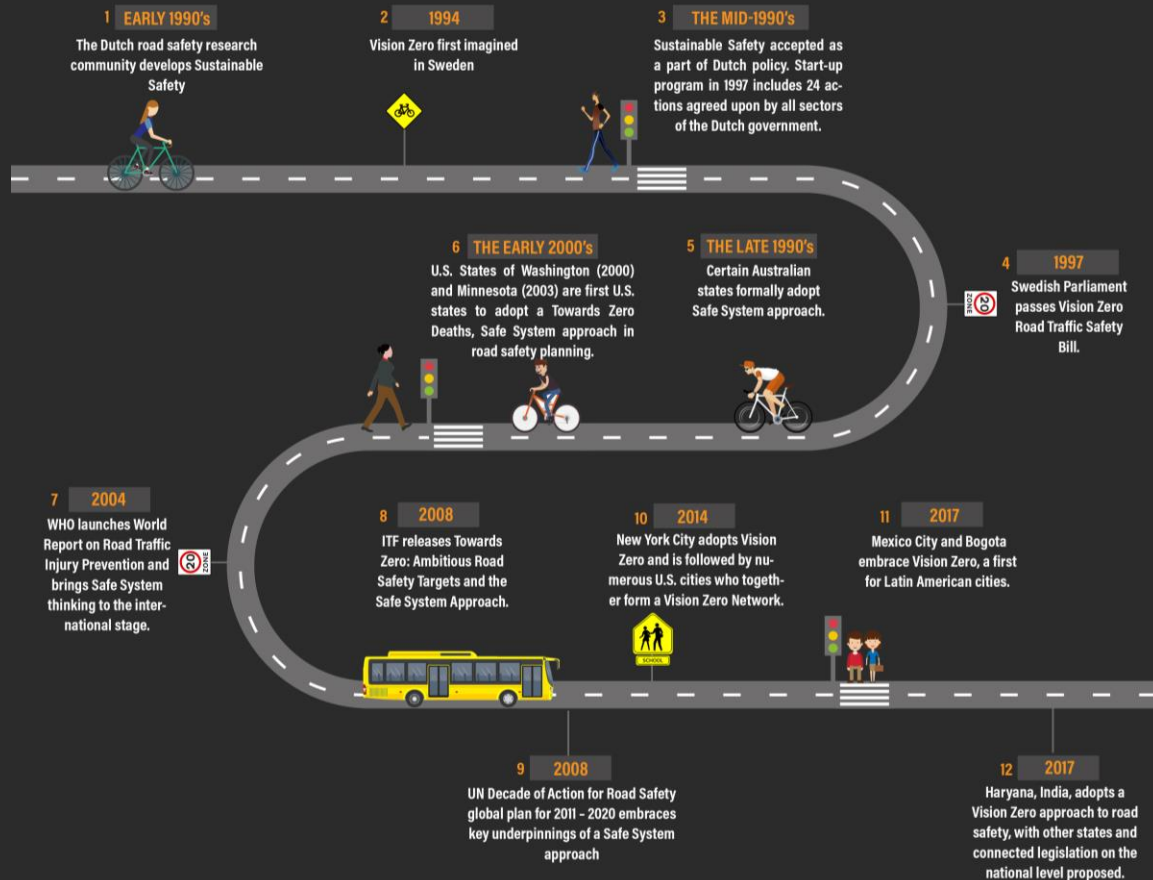 1 EARLY 1990's
The Dutch road safety research
community develops Sustainable
Safety
2 1994
Vision Zero first imagined
in Sweden
3 THE MID-1990's
Sustainable Safety accepted as
a part of Dutch policy. Start-up
program in 1997 includes 24 ac-
tions agreed upon by all sectors
of the Dutch government.
4 1997
Swedish Parliament
passes Vision Zero
Road Traffic Safety
Bill.
20
ZONE
5 THE LATE 1990's
Certain Australian
states formally adopt
Safe System approach.
6 THE EARLY 2000's
U.S. States of Washington (2000)
and Minnesota (2003) are first U.S.
states to adopt a Towards Zero
Deaths, Safe System approach in
road safety planning.
7 2004
WHO launches World
Report on Road Traffic
Injury Prevention and
brings Safe System
thinking to the inter-
national stage.
20
ZONE
8 2008
ITF releases Towards
Zero: Ambitious Road
Safety Targets and the
Safe System Approach.
9 2008
UN Decade of Action for Road Safety
global plan for 2011 – 2020 embraces
key underpinnings of a Safe System
approach
10 2014
New York City adopts Vision
Zero and is followed by nu-
merous U.S. cities who togeth-
er form a Vision Zero Network.
SCHOOL
11 2017
Mexico City and Bogota
embrace Vision Zero, a first
for Latin American cities.
12 2017
Haryana, India, adopts a
Vision Zero approach to road
safety, with other states and
connected legislation on the
national level proposed.